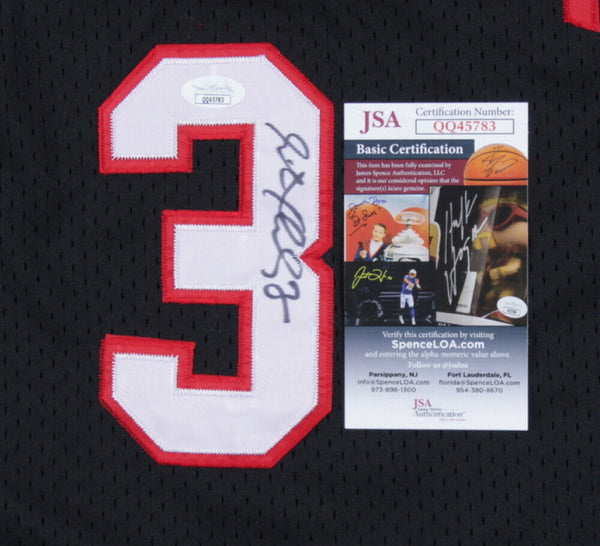 QQ45783
3
JSA
Certification Number:
QQ45783
Basic Certification
This item has been fully examined by
James Spence Authentication, LLC
and it is our considered opinion that the
signature(s) is/are genuine.
Verify this certification by visiting
SpenceLOA.com
and entering the alpha-numeric value above.
Follow us @jsaloa
Parsippany, NJ
Fort Lauderdale, FL
info@SpenceLOA.com
florida@SpenceLOA.com
973-898-1300
954-380-8670
JSA
Authentication